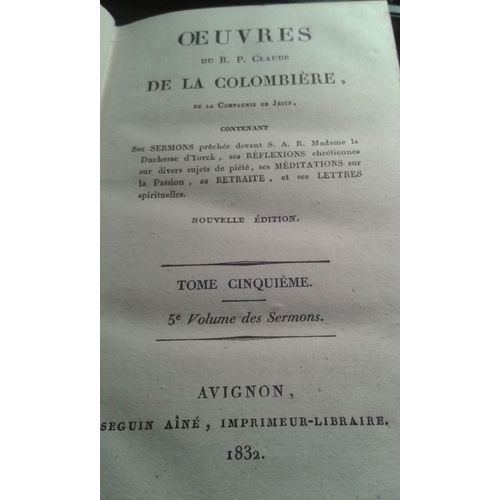 ŒUVRES
DU R. P. CLAUDE
DE LA COLOMBIÈRE,
DE LA COMPAGNIE DE JÉSUS,
CONTENANT
Ses SERMONS prêchés devant S. A. R. Madame la
Duchesse d'Yorck, ses RÉFLEXIONS chrétiennes
sur divers sujets de piété, ses MÉDITATIONS sur
la Passion, sa RETRAITE, et ses LETTRES
spirituelles.
NOUVELLE ÉDITION.
TOME CINQUIÈME.
5e Volume des Sermons.
AVIGNON,
SEGUIN AÎNÉ, IMPRIMEUR-LIBRAIRE.
1832.